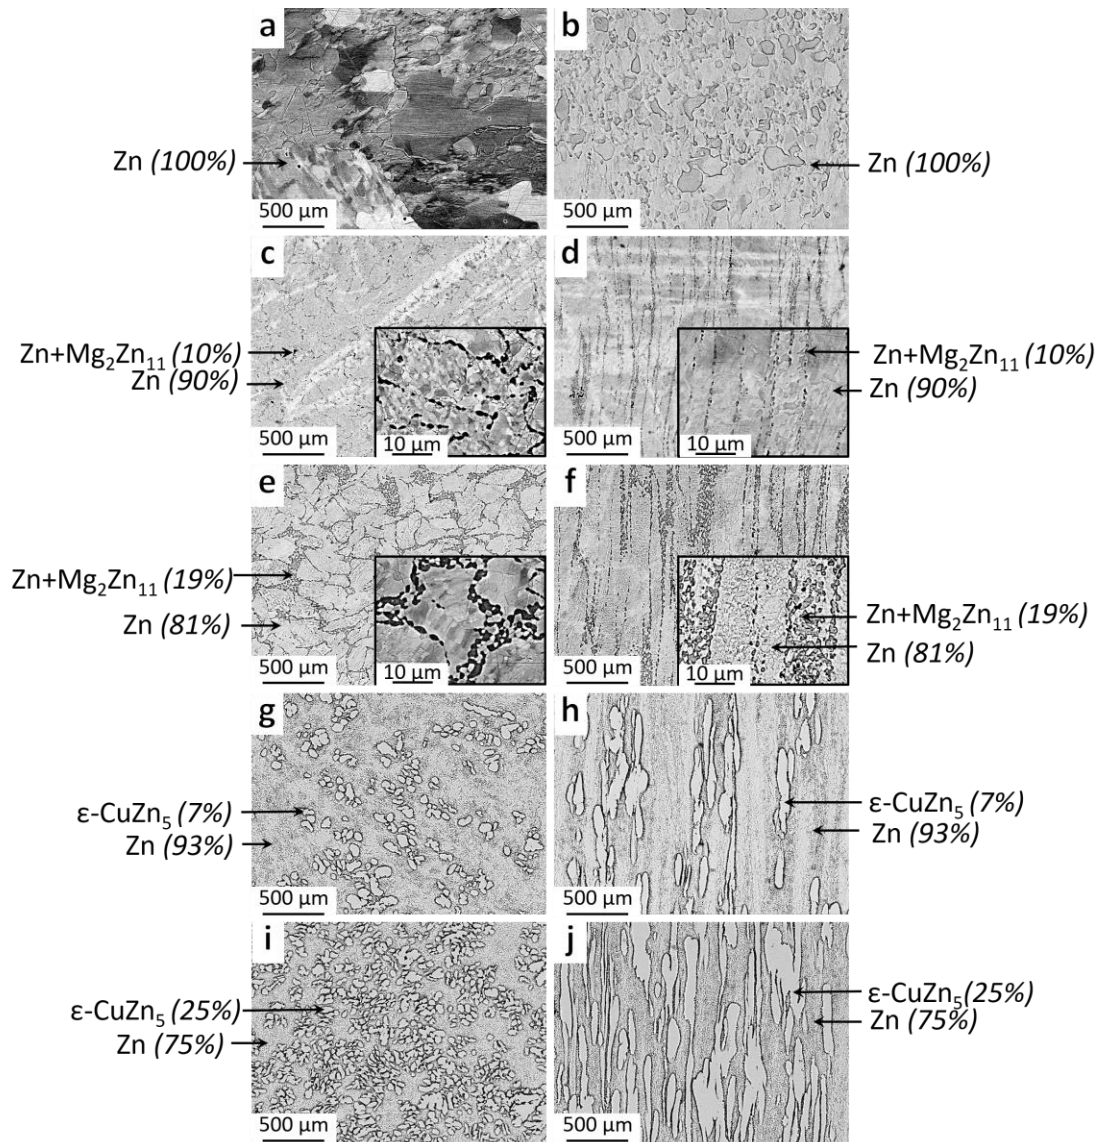 a
b
Zn (100%)
Zn (100%)
500 µm
500 µm
c
d
Zn+Mg₂Zn₁₁ (10%)
Zn (90%)
Zn+Mg₂Zn₁₁ (10%)
Zn (90%)
500 µm
10 µm
500 µm
10 µm
e
f
Zn+Mg₂Zn₁₁ (19%)
Zn (81%)
Zn+Mg₂Zn₁₁ (19%)
Zn (81%)
500 µm
10 µm
500 µm
10 µm
g
h
ε-CuZn₅ (7%)
Zn (93%)
ε-CuZn₅ (7%)
Zn (93%)
500 µm
500 µm
i
j
ε-CuZn₅ (25%)
Zn (75%)
ε-CuZn₅(25%)
Zn (75%)
500 µm
500 µm